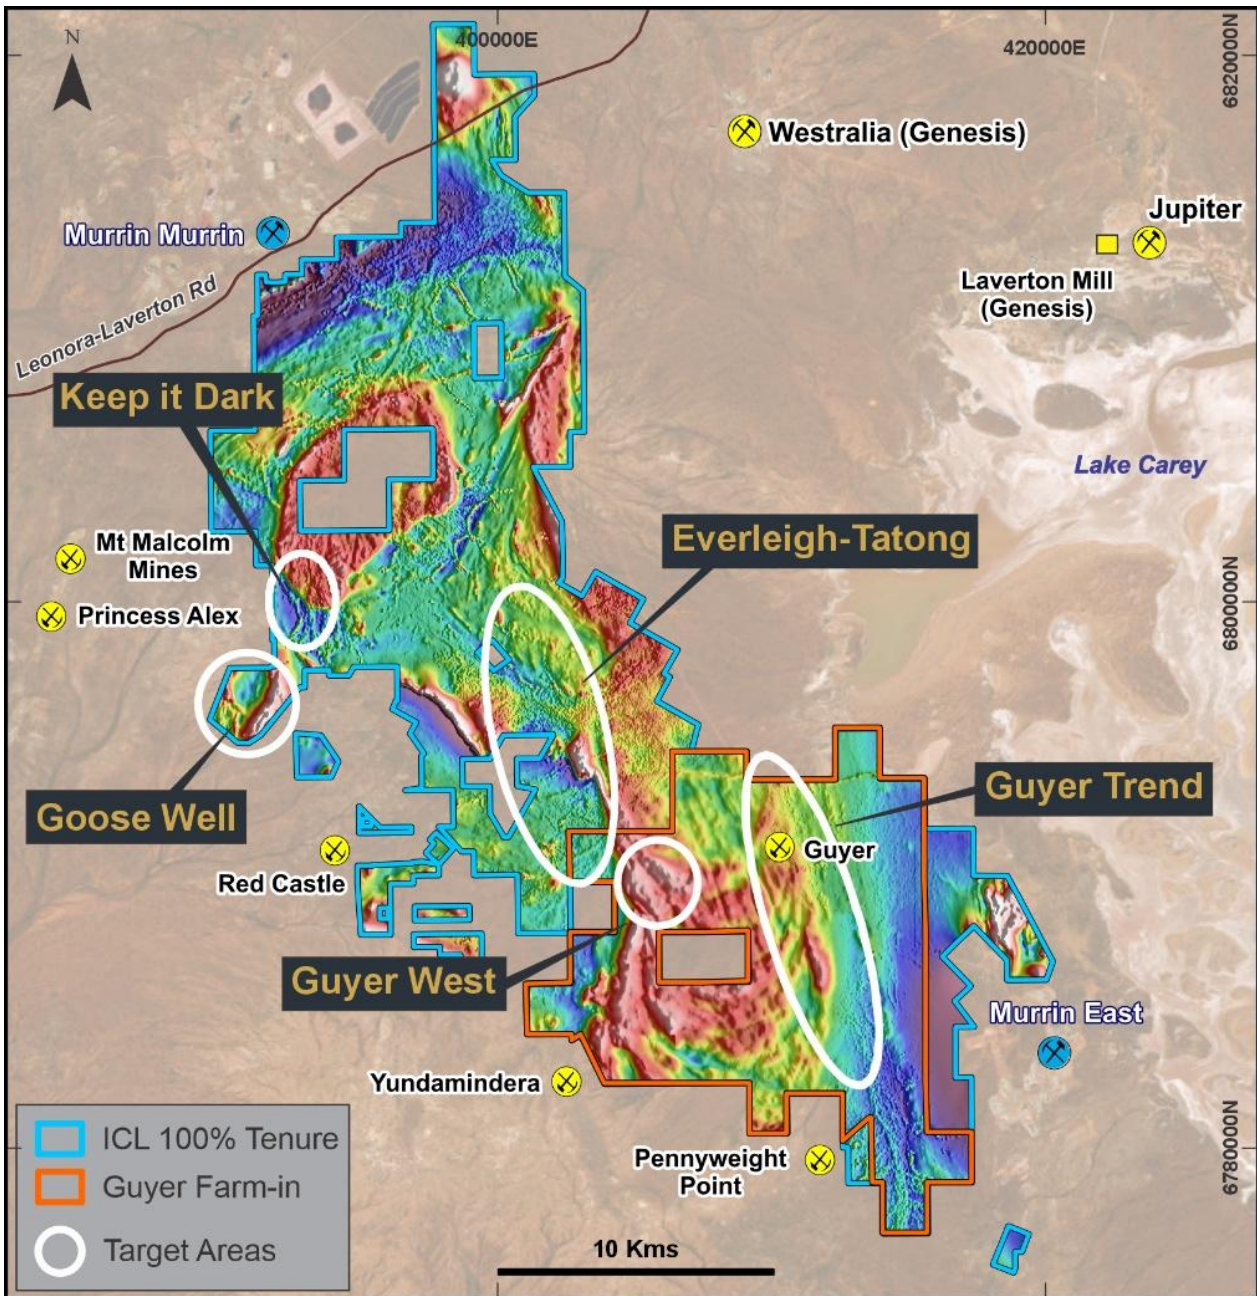 N
400000E
420000E
6820000N
Westralia (Genesis)
Jupiter
Murrin Murrin
Laverton Mill
(Genesis)
Leonora-Laverton Rd
Keep it Dark
Lake Carey
Everleigh-Tatong
Mt Malcolm
Mines
Princess Alex
6800000N
Goose Well
Guyer Trend
Guyer
Red Castle
Guyer West
Murrin East
Yundamindera
Pennyweight
Point
6780000N
ICL 100% Tenure
Guyer Farm-in
Target Areas
10 Kms